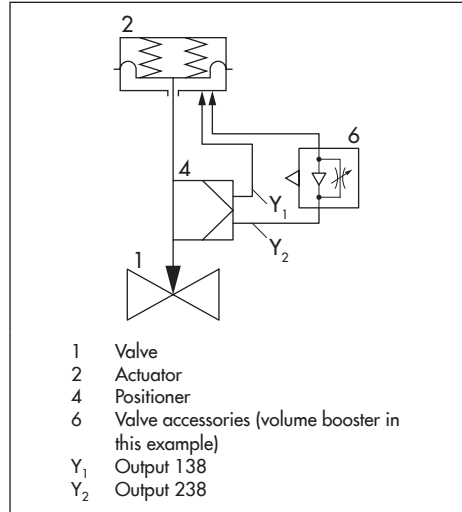 2
6
4
Y1
Y2
1
1 Valve
2 Actuator
4 Positioner
6 Valve accessories (volume booster in
this example)
Y1 Output 138
Y2 Output 238